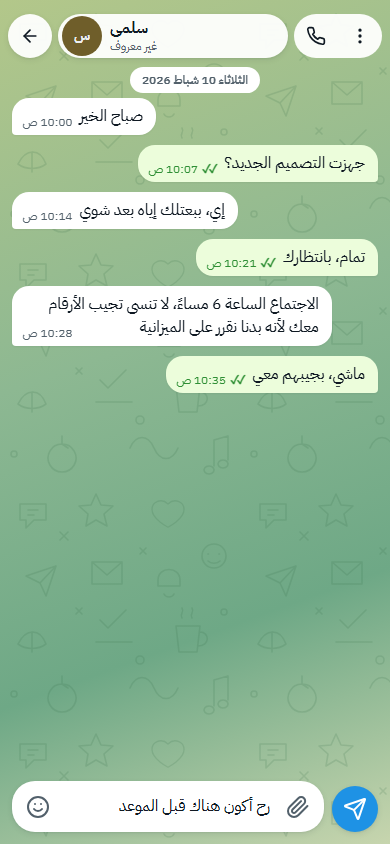 سلمى
س
غير معروف
الثلاثاء 10 شباط 2026
صباح الخير
10:00 ص
جهزت التصميم الجديد؟
10:07 ص
إي، ببعتلك إياه بعد شوي
10:14 ص
تمام، بانتظارك
10:21 ص
الاجتماع الساعة 6 مساءً، لا تنسى تجيب الأرقام
معك لأنه بدنا نقرر على الميزانية
10:28 ص
ماشي، بجيبهم معي
10:35 ص
رح أكون هناك قبل الموعد